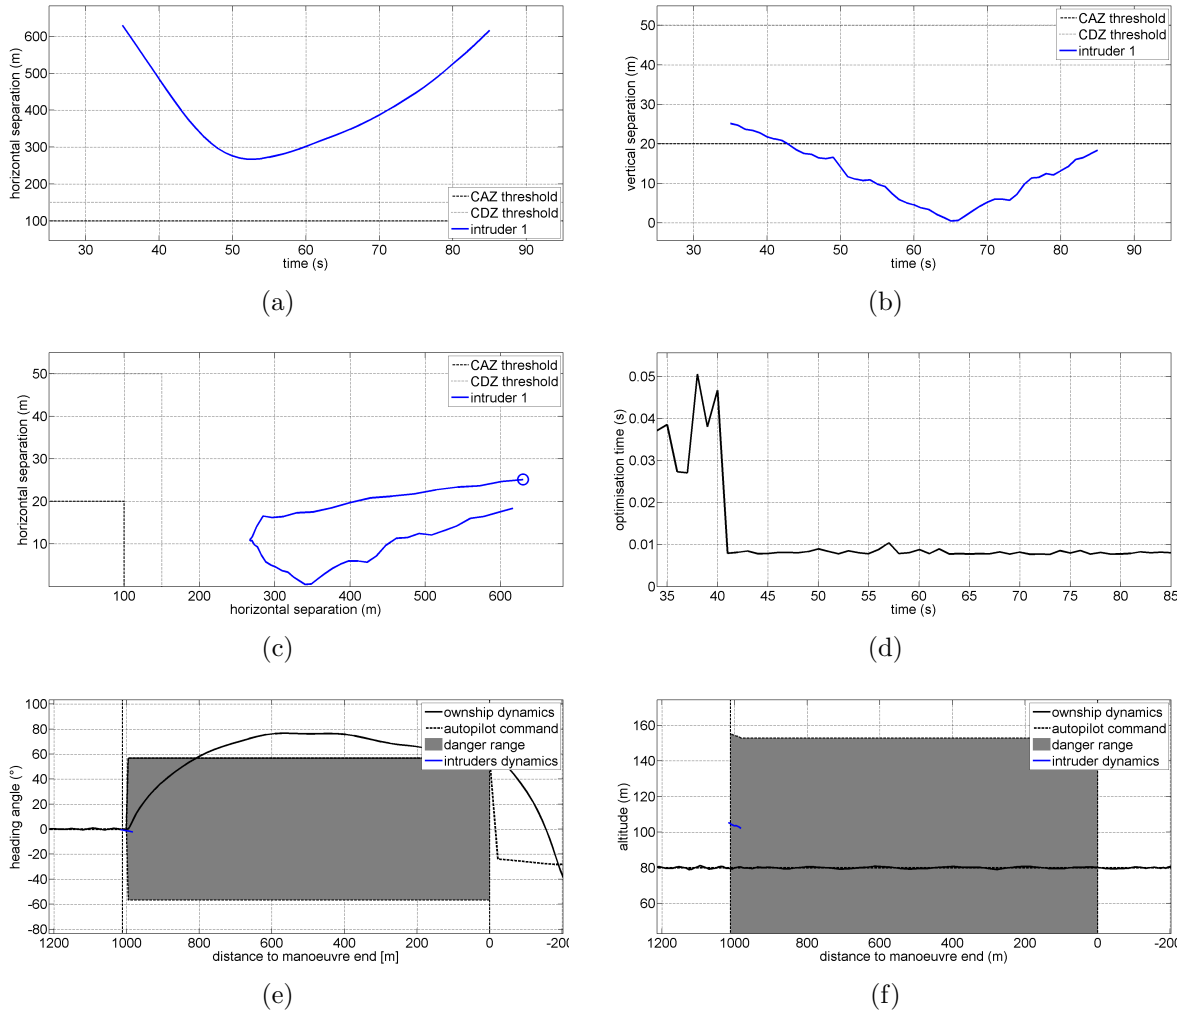 600
500
400
300
200
100
30
40
50
60
70
80
90
horizontal separation (m)
time (s)
CAZ threshold
CDZ threshold
intruder 1
(a)
50
40
30
20
10
0
30
40
50
60
70
80
90
vertical separation (m)
time (s)
CAZ threshold
CDZ threshold
intruder 1
(b)
50
40
30
20
10
100
200
300
400
500
600
horizontal separation (m)
horizontal separation (m)
CAZ threshold
CDZ threshold
intruder 1
(c)
0.05
0.04
0.03
0.02
0.01
0
35
40
45
50
55
60
65
70
75
80
85
optimisation time (s)
time (s)
(d)
100
80
60
40
20
0
-20
-40
-60
-80
1200
1000
800
600
400
200
0
-200
heading angle (°)
distance to manoeuvre end [m]
ownship dynamics
autopilot command
danger range
intruders dynamics
(e)
160
140
120
100
80
60
1200
1000
800
600
400
200
0
-200
altitude (m)
distance to manoeuvre end (m)
ownship dynamics
autopilot command
danger range
intruder dynamics
(f)